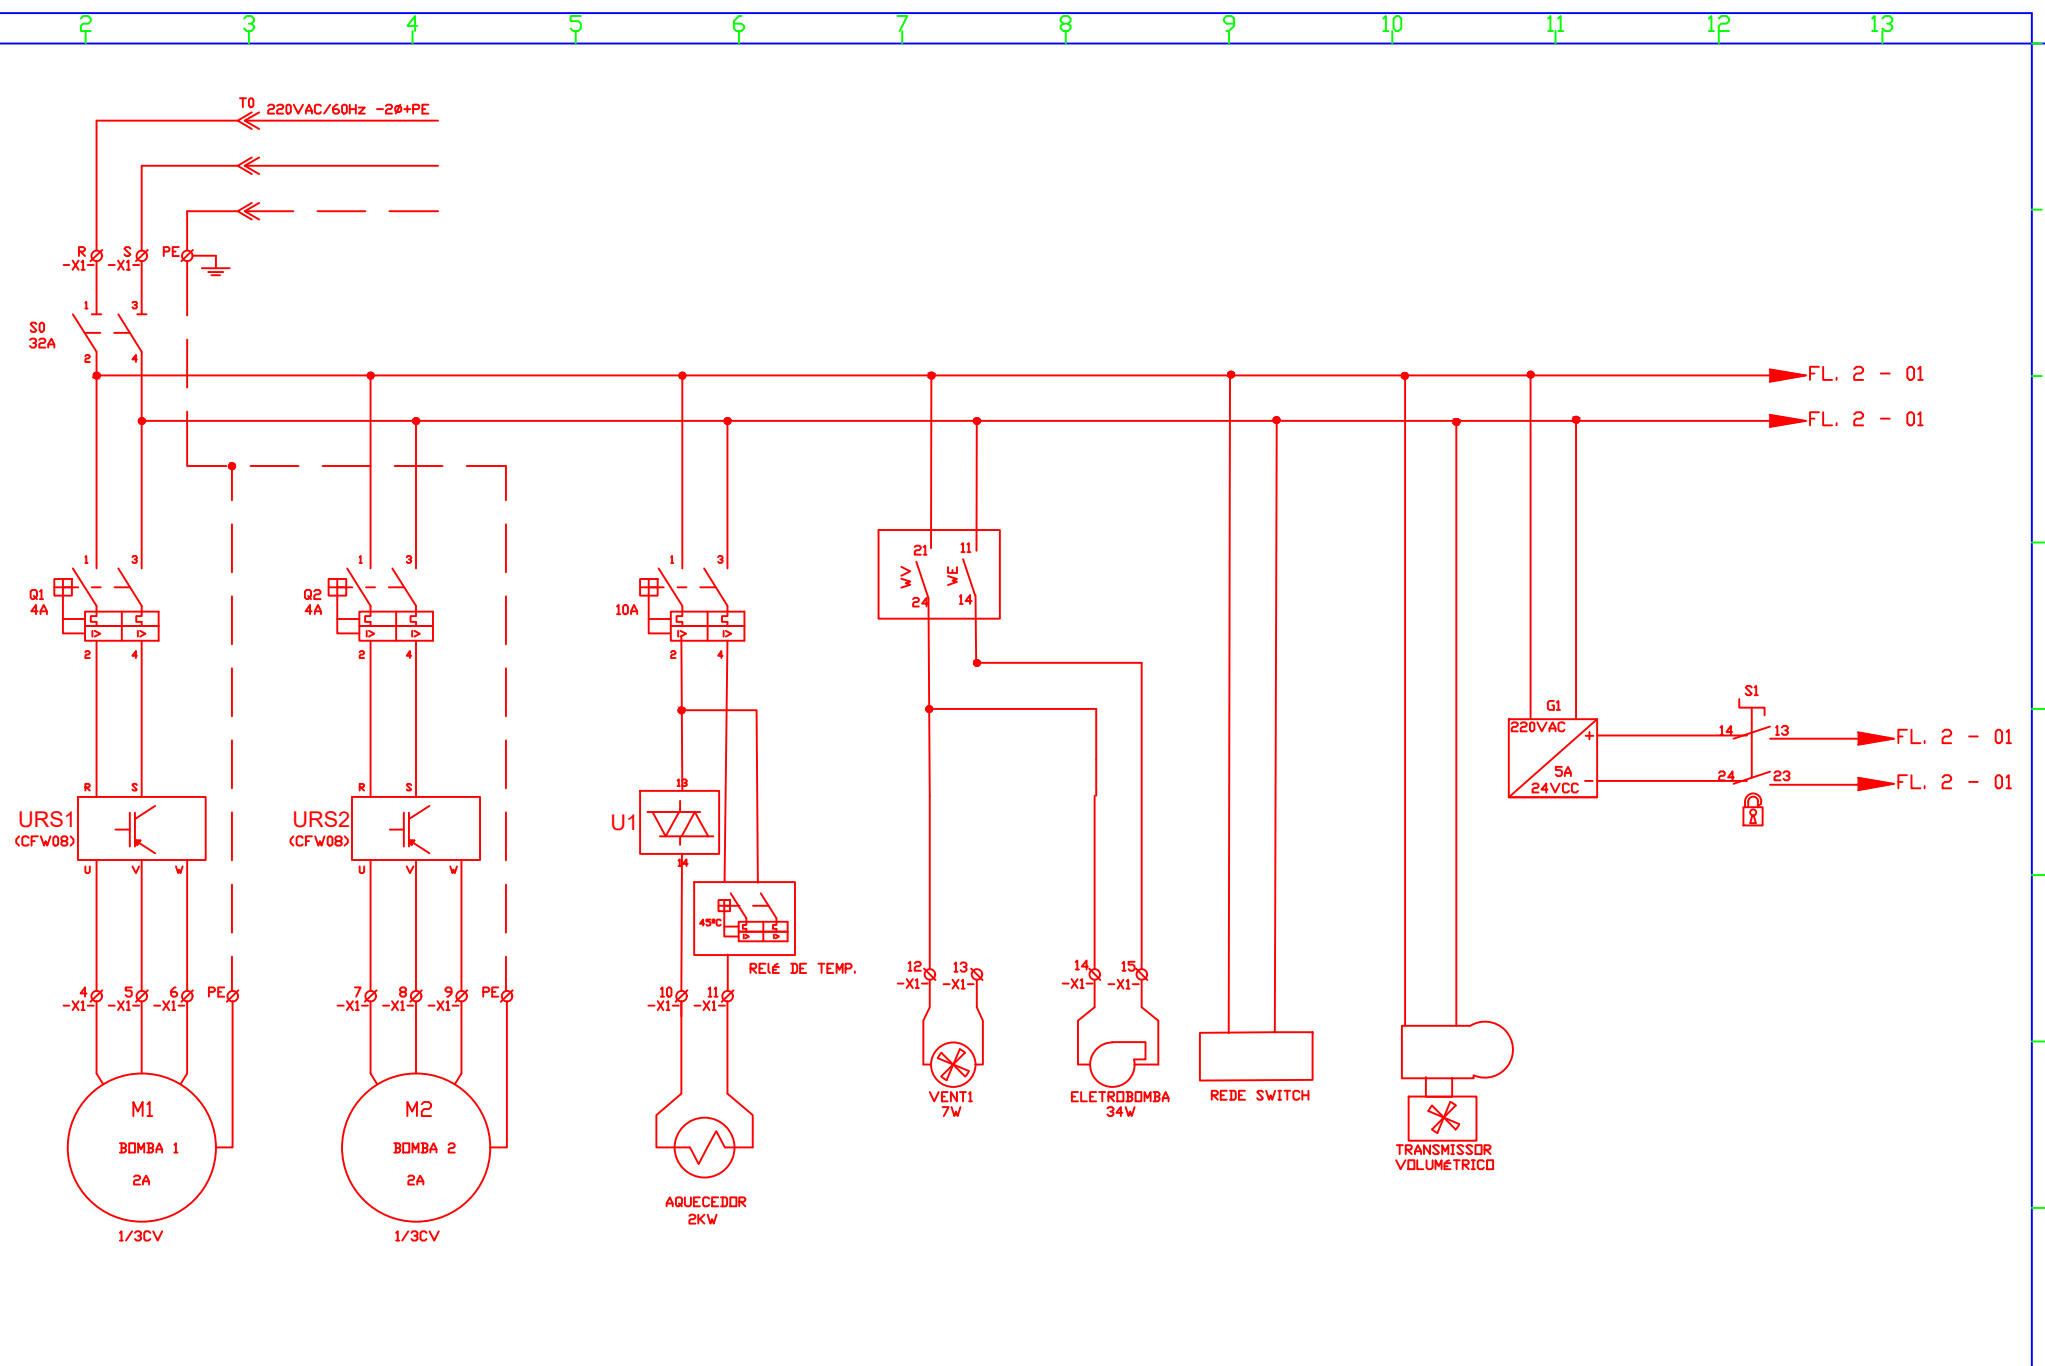 2 3 4 5 6 7 8 9 10 11 12 13
T0
220VAC/60Hz -2Ø+PE
R S PE
-X1- -X1-
1 3
S0
32A
2 4
FL. 2 - 01
FL. 2 - 01
21 11
WV WE
24 14
1 3 1 3 1 3
Q1 Q2
4A 4A 10A
2 4 2 4 2 4
S1
G1
220VAC
+
14 13
FL. 2 - 01
5A
-
24 23
24VCC
FL. 2 - 01
R S R S 13
URS1 URS2 U1
(CFW08) (CFW08)
U V W U V W 14
45ºC
RElé DE TEMP.
12 13 14 15
-X1- -X1- -X1- -X1-
4 5 6 PE 7 8 9 PE 10 11
-X1- -X1- -X1- -X1- -X1- -X1- -X1- -X1-
VENT1
7W
ELETROBOMBA
34W
REDE SWITCH
M1 M2
BOMBA 1 BOMBA 2
2A 2A
TRANSMISSOR
VOLUMéTRICO
AQUECEDOR
2KW
1/3CV 1/3CV